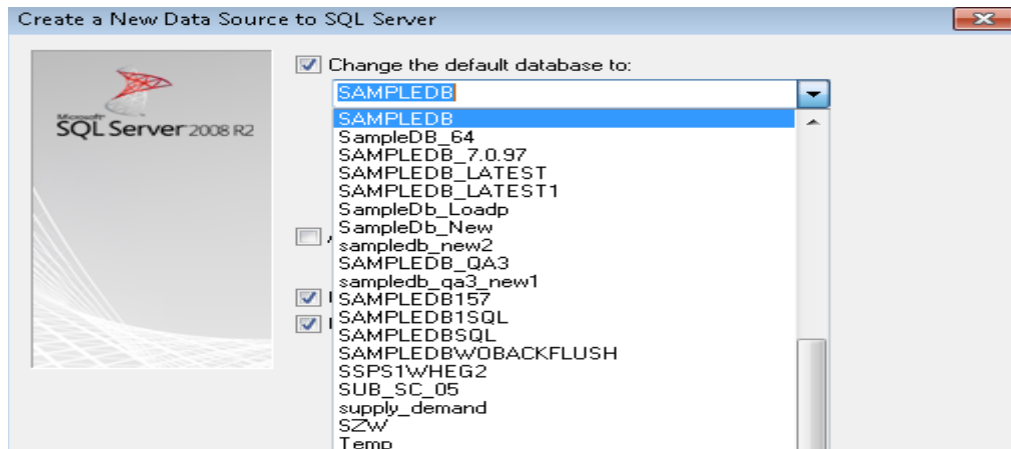 Create a New Data Source to SQL Server
Microsoft
SQL Server 2008 R2
Change the default database to:
SAMPLEDB
SAMPLEDB
SampleDB_64
SAMPLEDB_7.0.97
SAMPLEDB_LATEST
SAMPLEDB_LATEST1
SampleDb_Loadp
SampleDb_New
sampledb_new2
SAMPLEDB_QA3
sampledb_qa3_new1
SAMPLEDB157
SAMPLEDB1SQL
SAMPLEDBSQL
SAMPLEDBWOBACKFLUSH
SSPS1WHEG2
SUB_SC_05
supply_demand
SZW
Temp